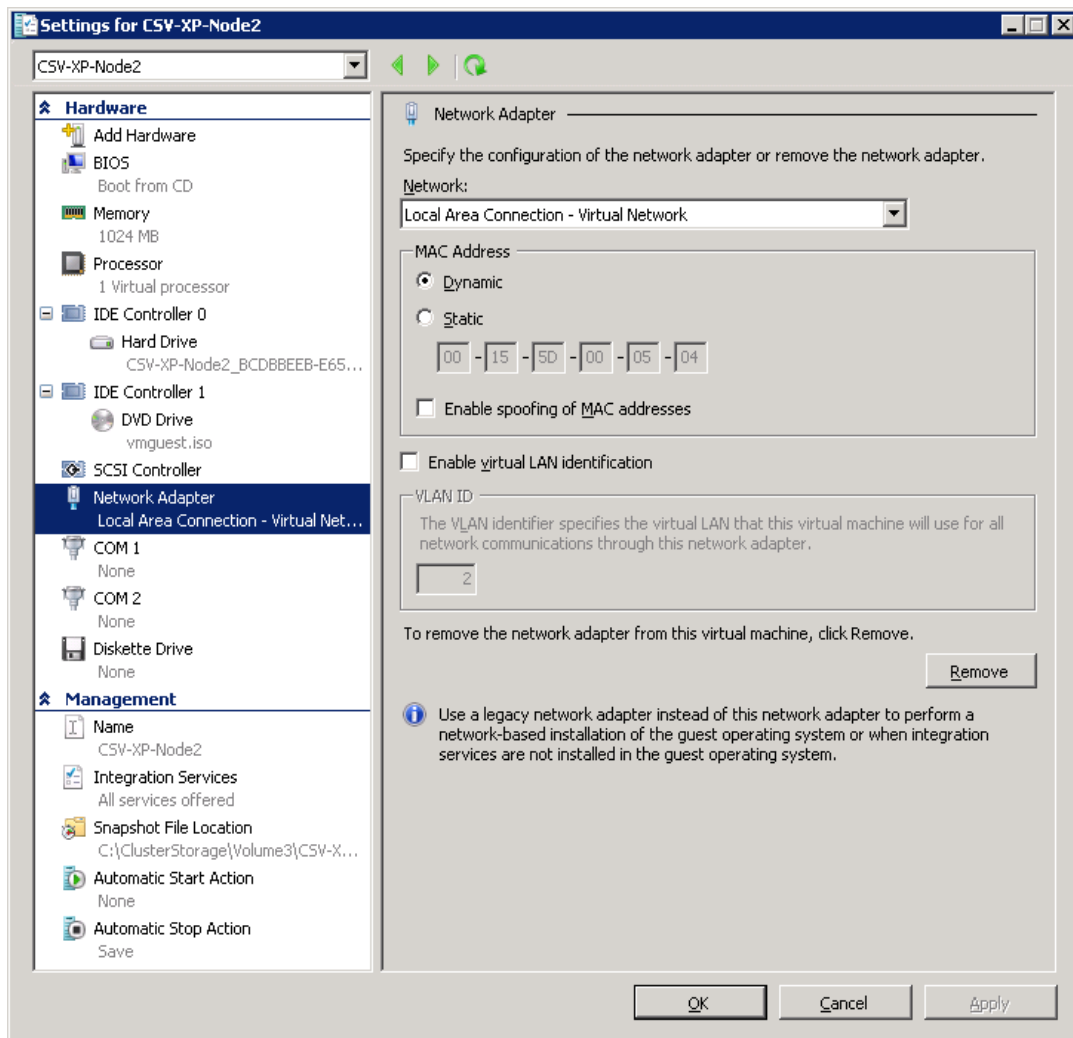 Settings for CSV-XP-Node2
CSV-XP-Node2
Hardware
Add Hardware
BIOS
Boot from CD
Memory
1024 MB
Processor
1 Virtual processor
IDE Controller 0
Hard Drive
CSV-XP-Node2_BCDBBEEB-E65...
IDE Controller 1
DVD Drive
vmguest.iso
SCSI Controller
Network Adapter
Local Area Connection - Virtual Net...
COM 1
None
COM 2
None
Diskette Drive
None
Management
Name
CSV-XP-Node2
Integration Services
All services offered
Snapshot File Location
C:\ClusterStorage\Volume3\CSV-X...
Automatic Start Action
None
Automatic Stop Action
Save
Network Adapter
Specify the configuration of the network adapter or remove the network adapter.
Network:
Local Area Connection - Virtual Network
MAC Address
Dynamic
Static
00 - 15 - 5D - 00 - 05 - 04
Enable spoofing of MAC addresses
Enable virtual LAN identification
VLAN ID
The VLAN identifier specifies the virtual LAN that this virtual machine will use for all
network communications through this network adapter.
2
To remove the network adapter from this virtual machine, click Remove.
Remove
Use a legacy network adapter instead of this network adapter to perform a
network-based installation of the guest operating system or when integration
services are not installed in the guest operating system.
OK Cancel Apply